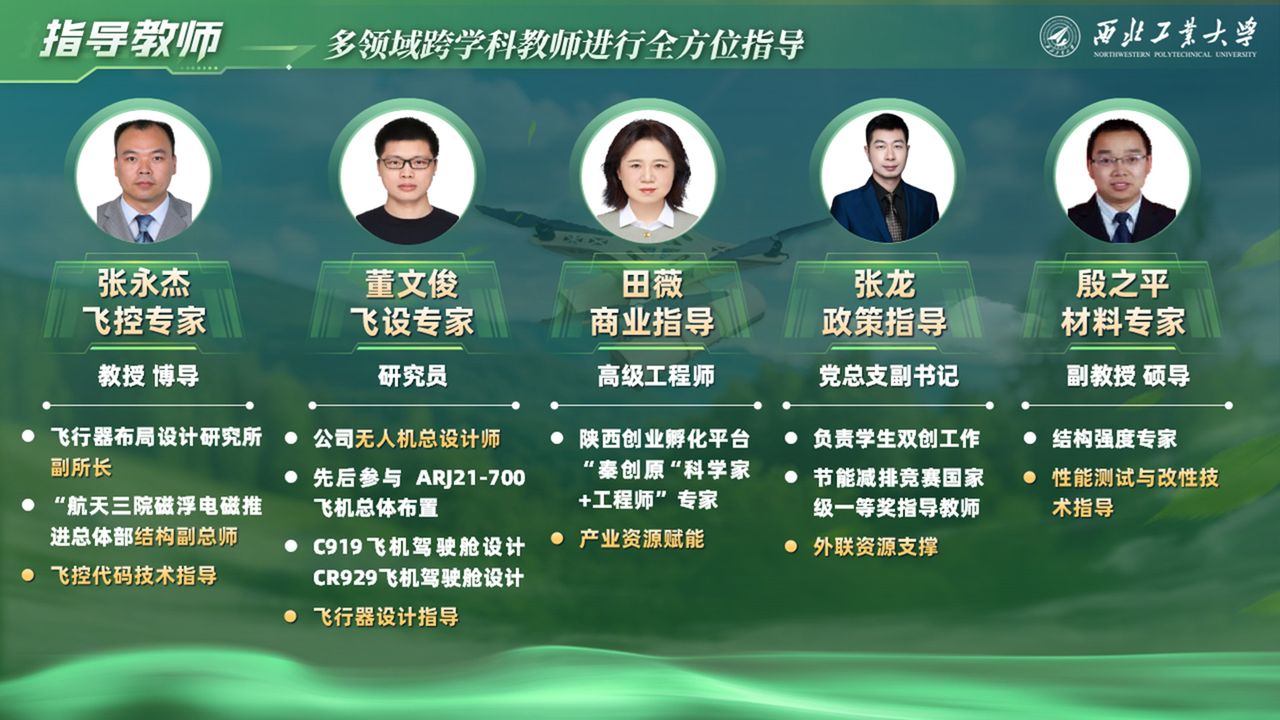 指导教师
多领域跨学科教师进行全方位指导
西北工业大学
NORTHWESTERN POLYTECHNICAL UNIVERSITY
张永杰
飞控专家
教授 博导
飞行器布局设计研究所
副所长
“航天三院磁浮电磁推
进总体部结构副总师
飞控代码技术指导
董文俊
飞设专家
研究员
公司无人机总设计师
先后参与 ARJ21-700
飞机总体布置
C919飞机驾驶舱设计
CR929飞机驾驶舱设计
飞行器设计指导
田薇
商业指导
高级工程师
陕西创业孵化平台
“秦创原“科学家
+工程师” 专家
产业资源赋能
张龙
政策指导
党总支副书记
负责学生双创工作
节能减排竞赛国家
级一等奖指导教师
外联资源支撑
殷之平
材料专家
副教授 硕导
结构强度专家
性能测试与改性技
术指导